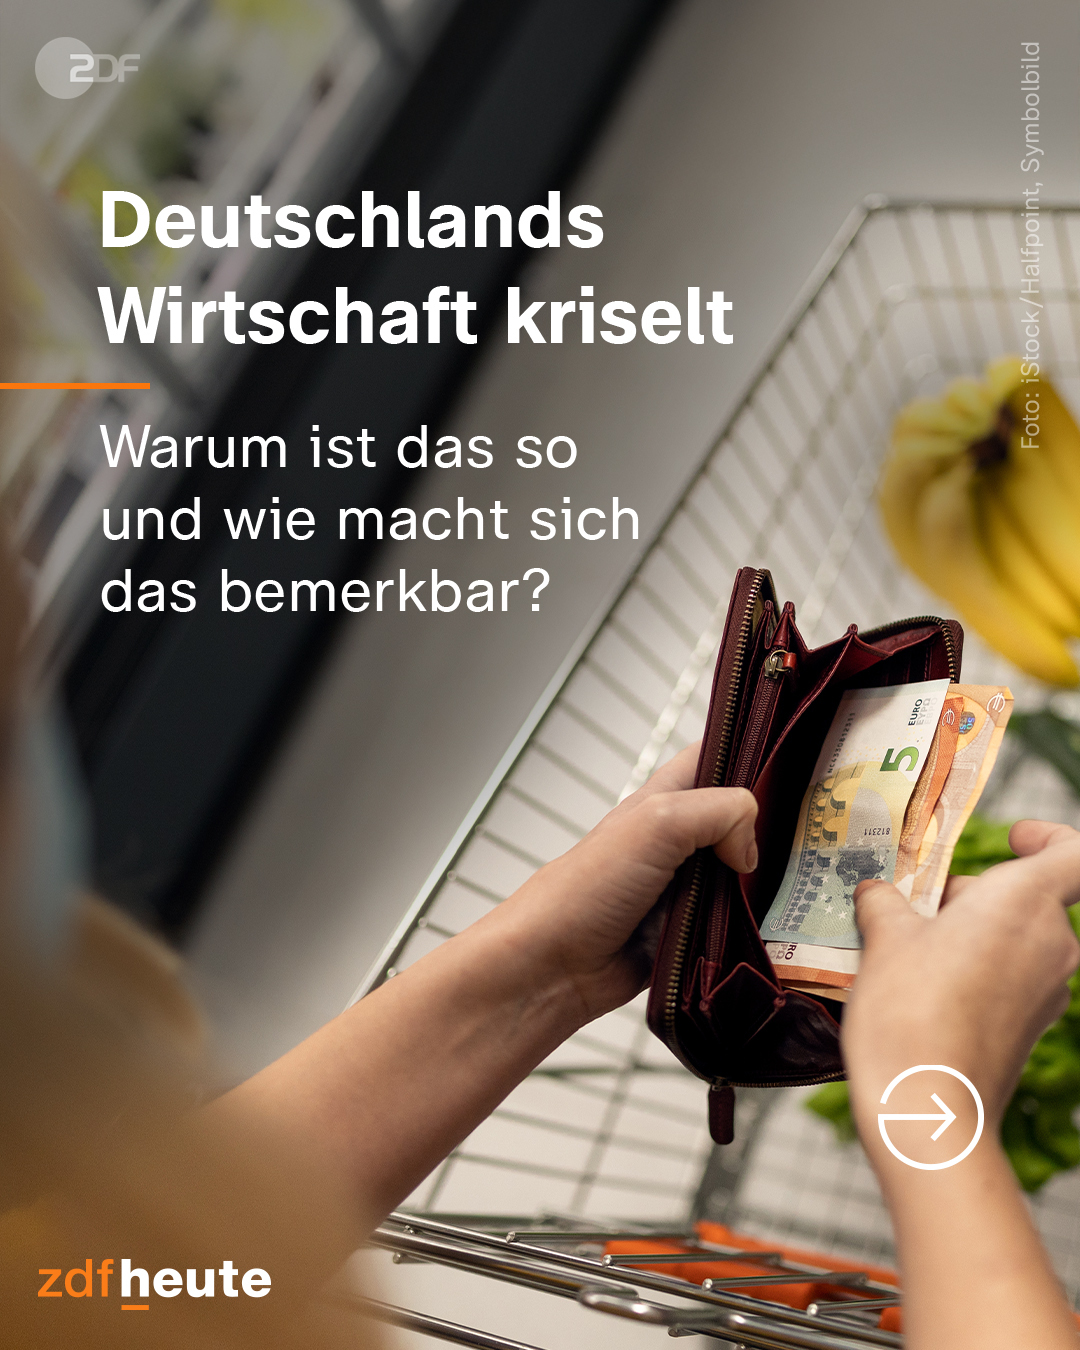 ZDF
Foto: iStock/Halfpoint, Symbolbild
Deutschlands
Wirtschaft kriselt
Warum ist das so
und wie macht sich
das bemerkbar?
5
EURO
812311
zdfheute